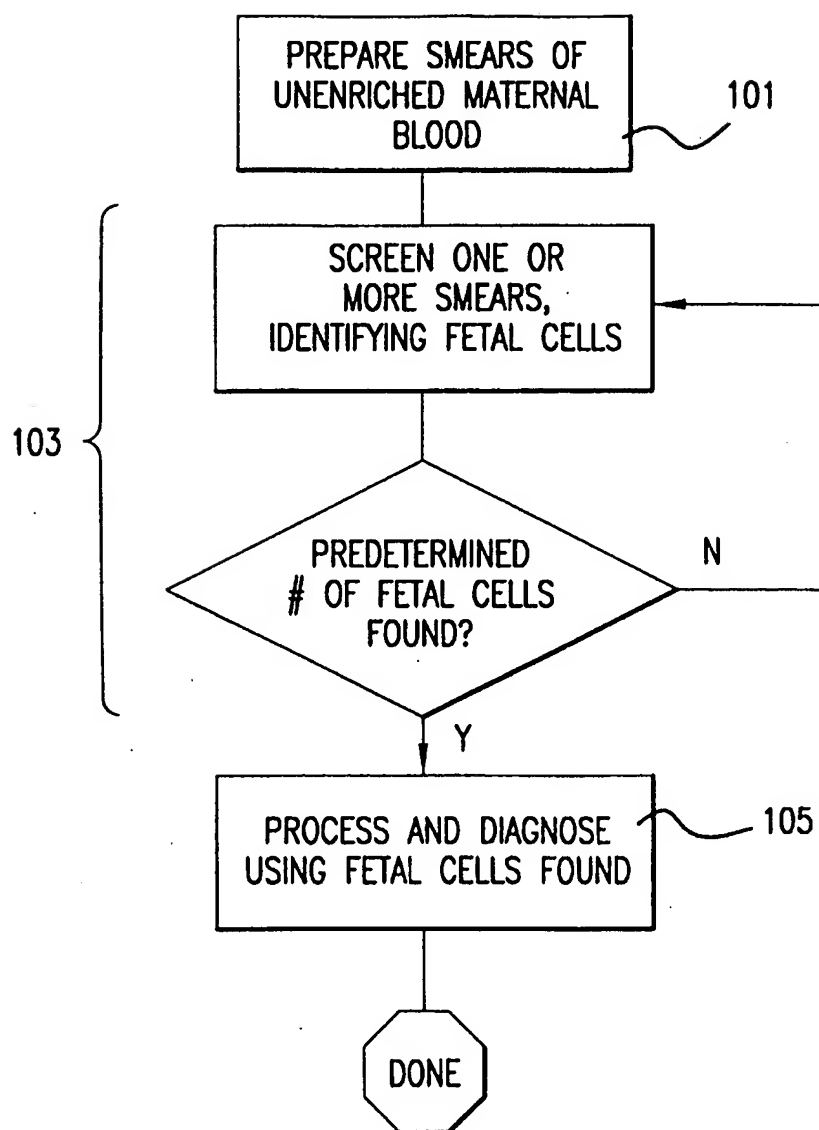 PREPARE SMEARS OF
UNENRICHED MATERNAL
BLOOD
101
SCREEN ONE OR
MORE SMEARS,
IDENTIFYING FETAL CELLS
103
PREDETERMINED
# OF FETAL CELLS
FOUND?
N
Y
PROCESS AND DIAGNOSE
USING FETAL CELLS FOUND
105
DONE